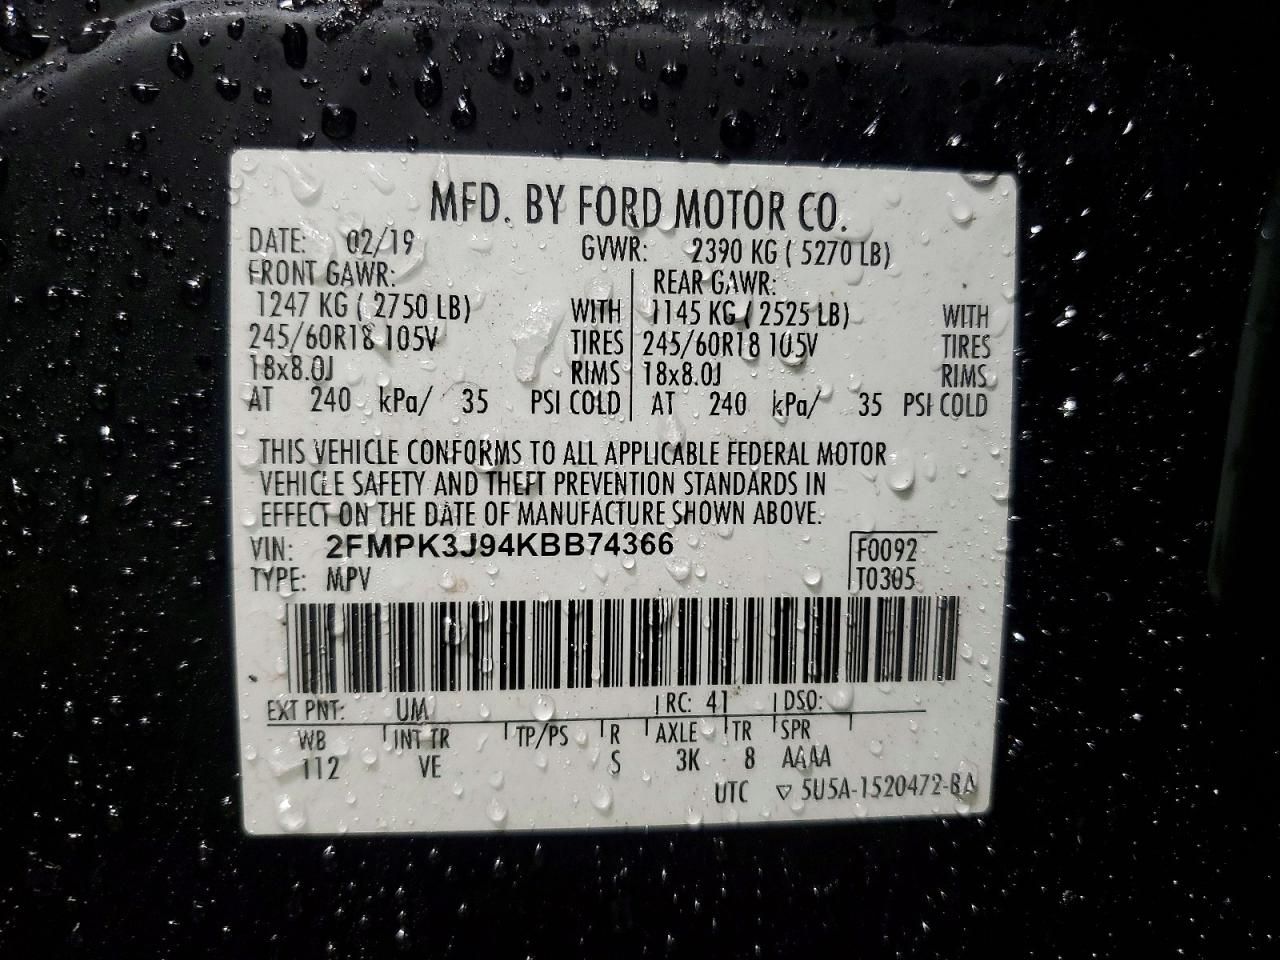 MFD. BY FORD MOTOR CO.
DATE: 02/19 GVWR: 2390 KG ( 5270 LB)
FRONT GAWR: REAR GAWR:
1247 KG ( 2750 LB) WITH 1145 KG ( 2525 LB) WITH
245/60R18 105V TIRES 245/60R18 105V TIRES
18x8.0J RIMS 18x8.0J RIMS
AT 240 kPa/ 35 PSI COLD AT 240 kPa/ 35 PSI COLD
THIS VEHICLE CONFORMS TO ALL APPLICABLE FEDERAL MOTOR
VEHICLE SAFETY AND THEFT PREVENTION STANDARDS IN
EFFECT ON THE DATE OF MANUFACTURE SHOWN ABOVE.
VIN: 2FMPK3J94KBB74366 F0092
TYPE: MPV T0305
EXT PNT: UM RC: 41 DSO:
WB INT TR TP/PS R AXLE TR SPR
112 VE S 3K 8 AAAA
UTC ▽ 5U5A-1520472-BA